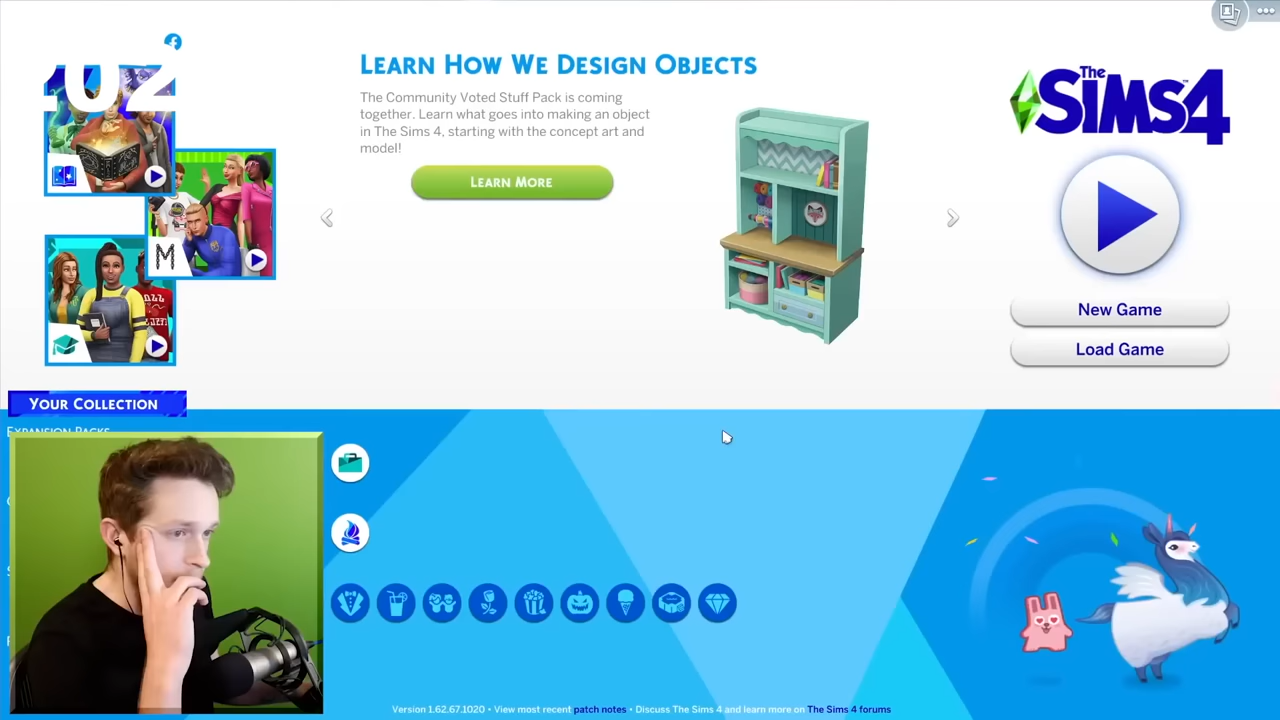 202
LEARN HOW WE DESIGN OBJECTS
The Community Voted Stuff Pack is coming
together. Learn what goes into making an object
in The Sims 4, starting with the concept art and
model!
LEARN MORE
The SIMS 4
New Game
Load Game
YOUR COLLECTION
EXPANSION PACKS
Version 1.62.67.1020 • View most recent patch notes • Discuss The Sims 4 and learn more on The Sims 4 forums